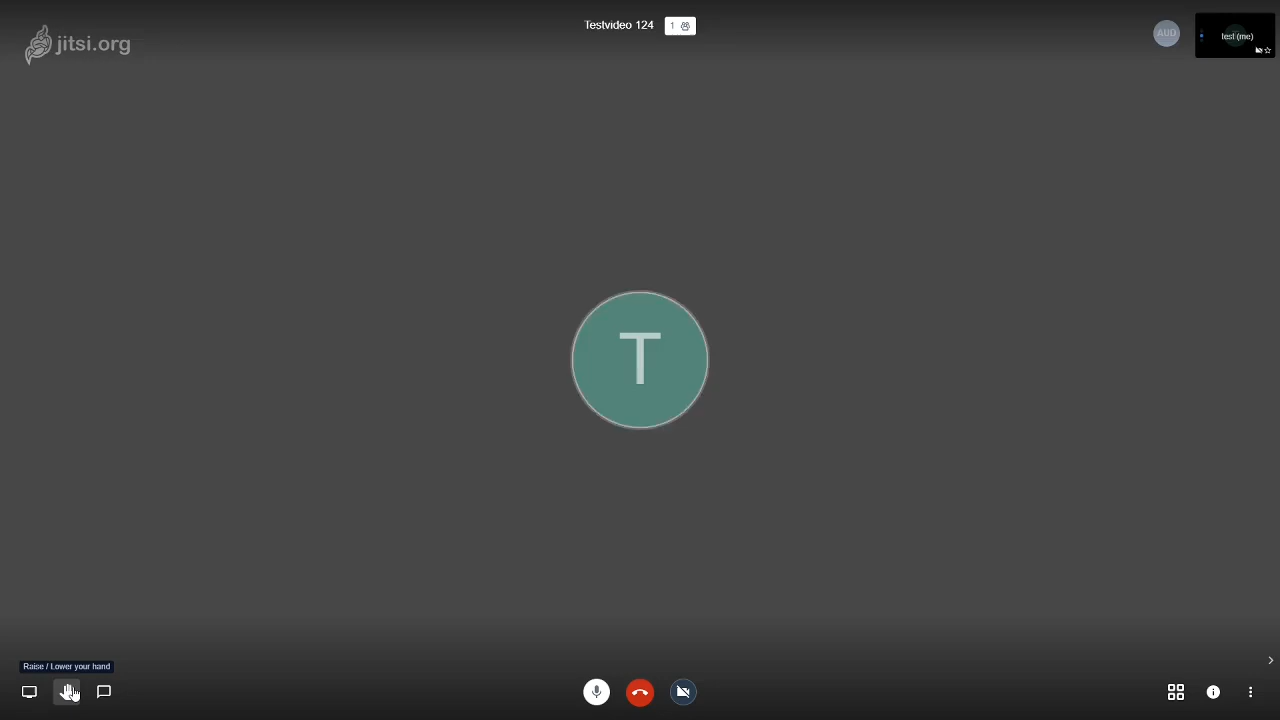 jitsi.org
Testvideo 124
1
AUD
test (me)
T
Raise / Lower your hand